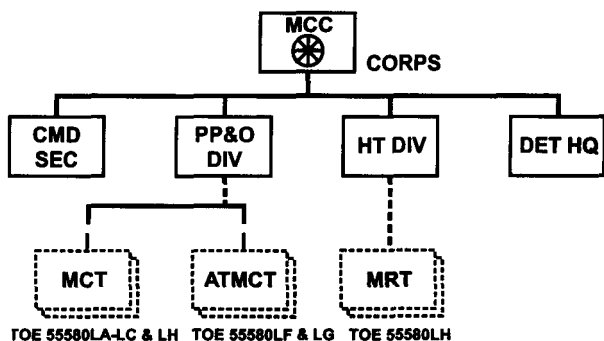 MCC
CORPS
CMD
SEC
PP&O
DIV
HT DIV
DET HQ
MCT
ATMCT
MRT
TOE 55580LA-LC & LH
TOE 55580LF & LG
TOE 55580LH